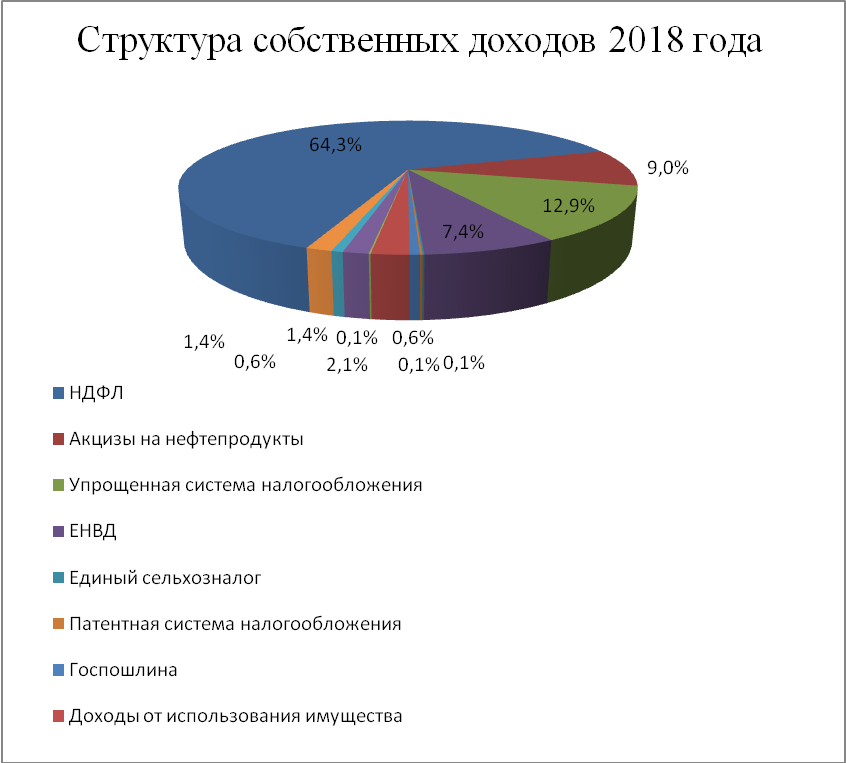 Структура собственных доходов 2018 года
64,3%
9,0%
12,9%
7,4%
1,4% 0,1% 0,6%
1,4%
0,6% 2,1% 0,1% 0,1%
НДФЛ
Акцизы на нефтепродукты
Упрощенная система налогообложения
ЕНВД
Единый сельхозналог
Патентная система налогообложения
Госпошлина
Доходы от использования имущества